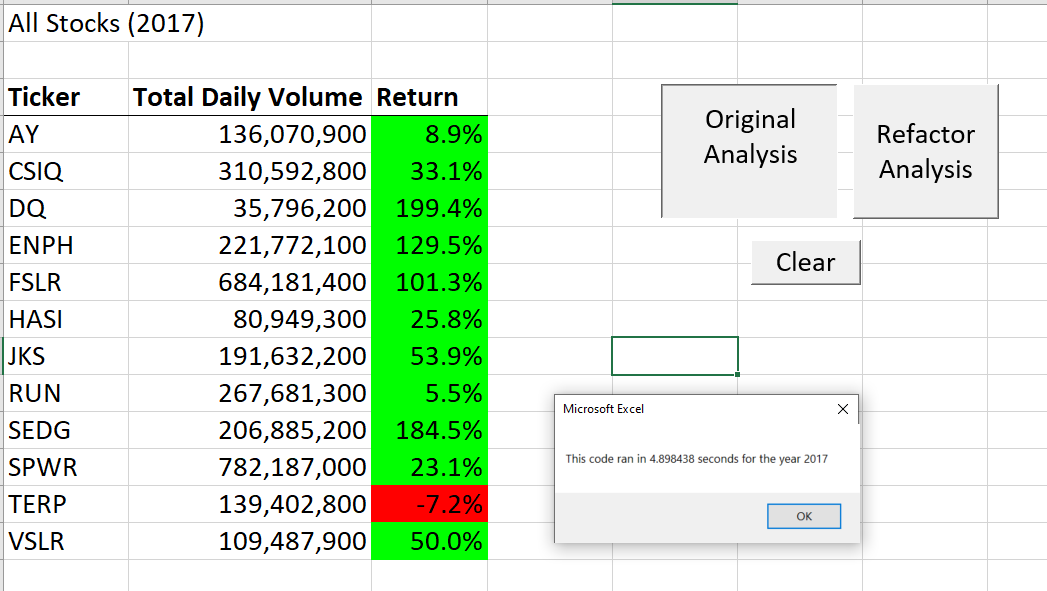 All Stocks (2017)
Ticker Total Daily Volume Return
AY 136,070,900 8.9%
CSIQ 310,592,800 33.1%
DQ 35,796,200 199.4%
ENPH 221,772,100 129.5%
FSLR 684,181,400 101.3%
HASI 80,949,300 25.8%
JKS 191,632,200 53.9%
RUN 267,681,300 5.5%
SEDG 206,885,200 184.5%
SPWR 782,187,000 23.1%
TERP 139,402,800 -7.2%
VSLR 109,487,900 50.0%
Original
Analysis
Refactor
Analysis
Clear
Microsoft Excel
This code ran in 4.898438 seconds for the year 2017
OK